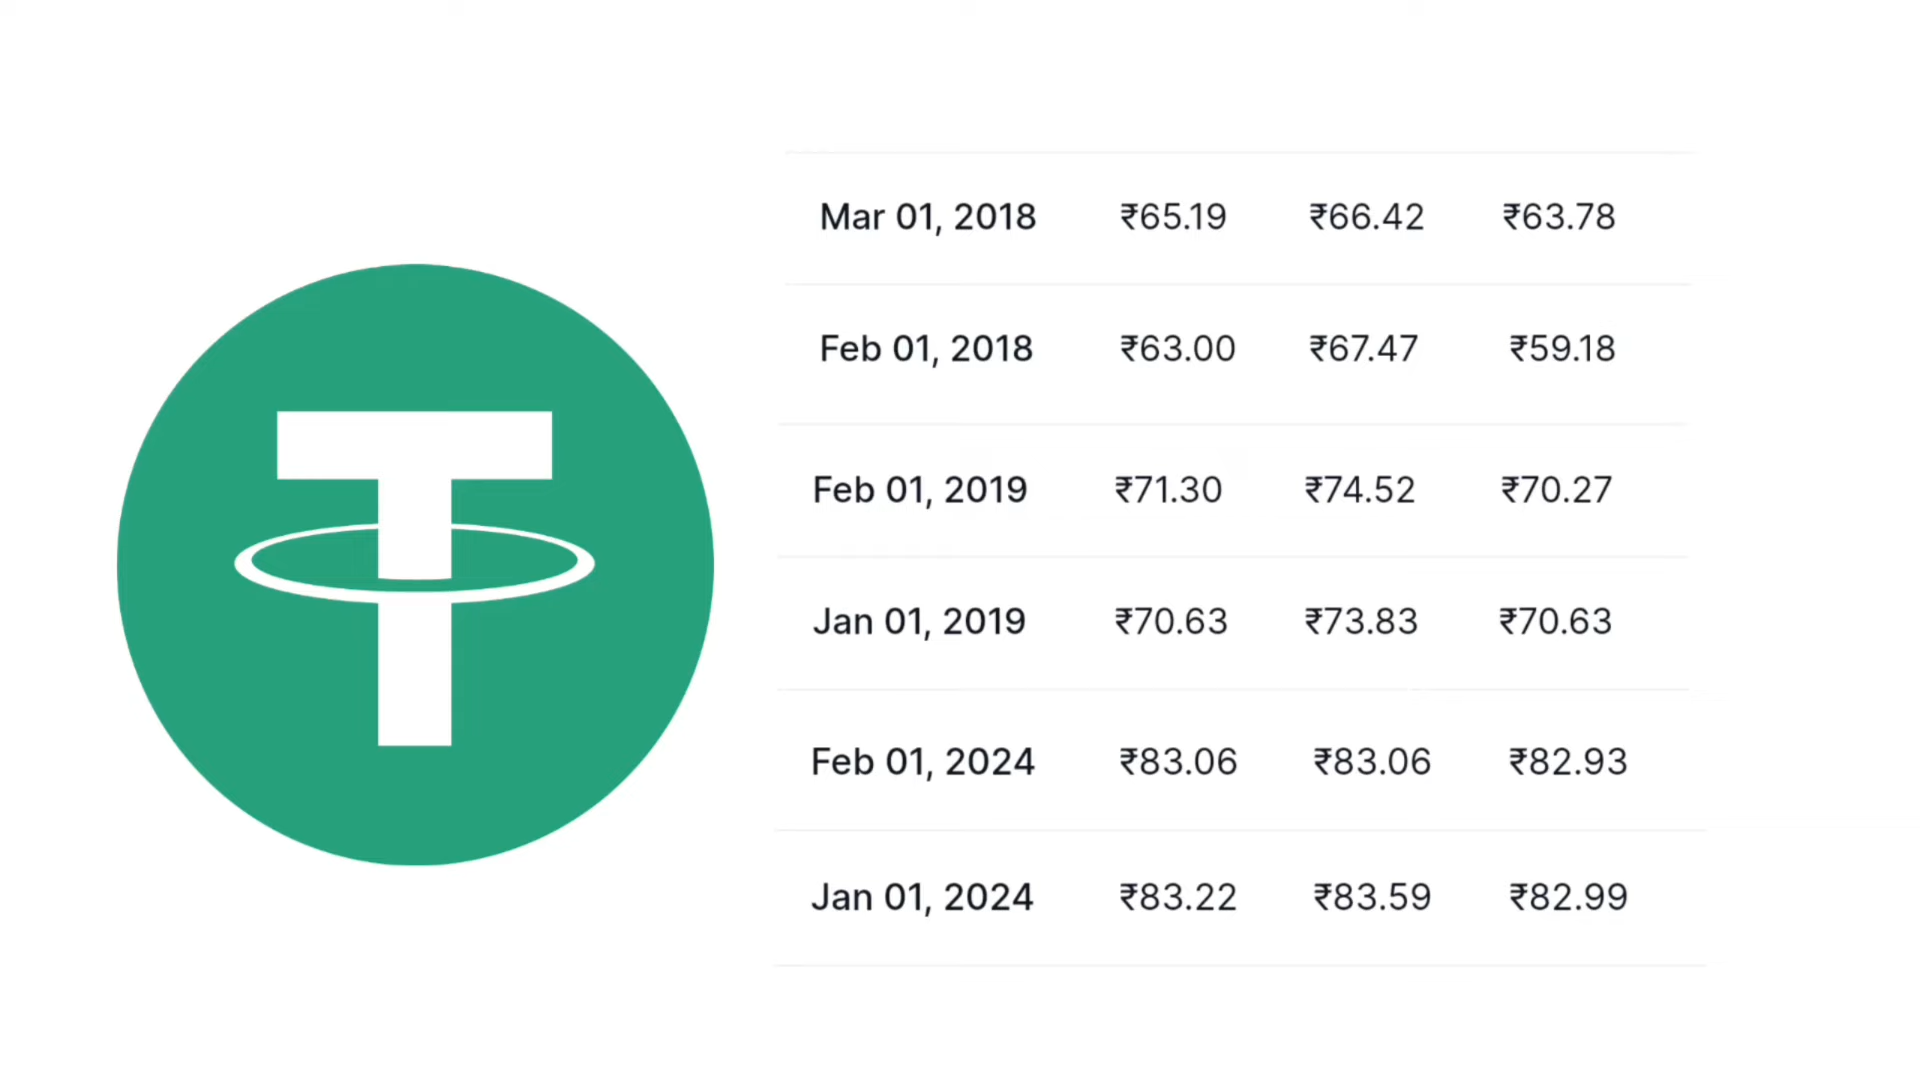 Mar 01, 2018 ₹65.19 ₹66.42 ₹63.78
Feb 01, 2018 ₹63.00 ₹67.47 ₹59.18
Feb 01, 2019 ₹71.30 ₹74.52 ₹70.27
Jan 01, 2019 ₹70.63 ₹73.83 ₹70.63
Feb 01, 2024 ₹83.06 ₹83.06 ₹82.93
Jan 01, 2024 ₹83.22 ₹83.59 ₹82.99